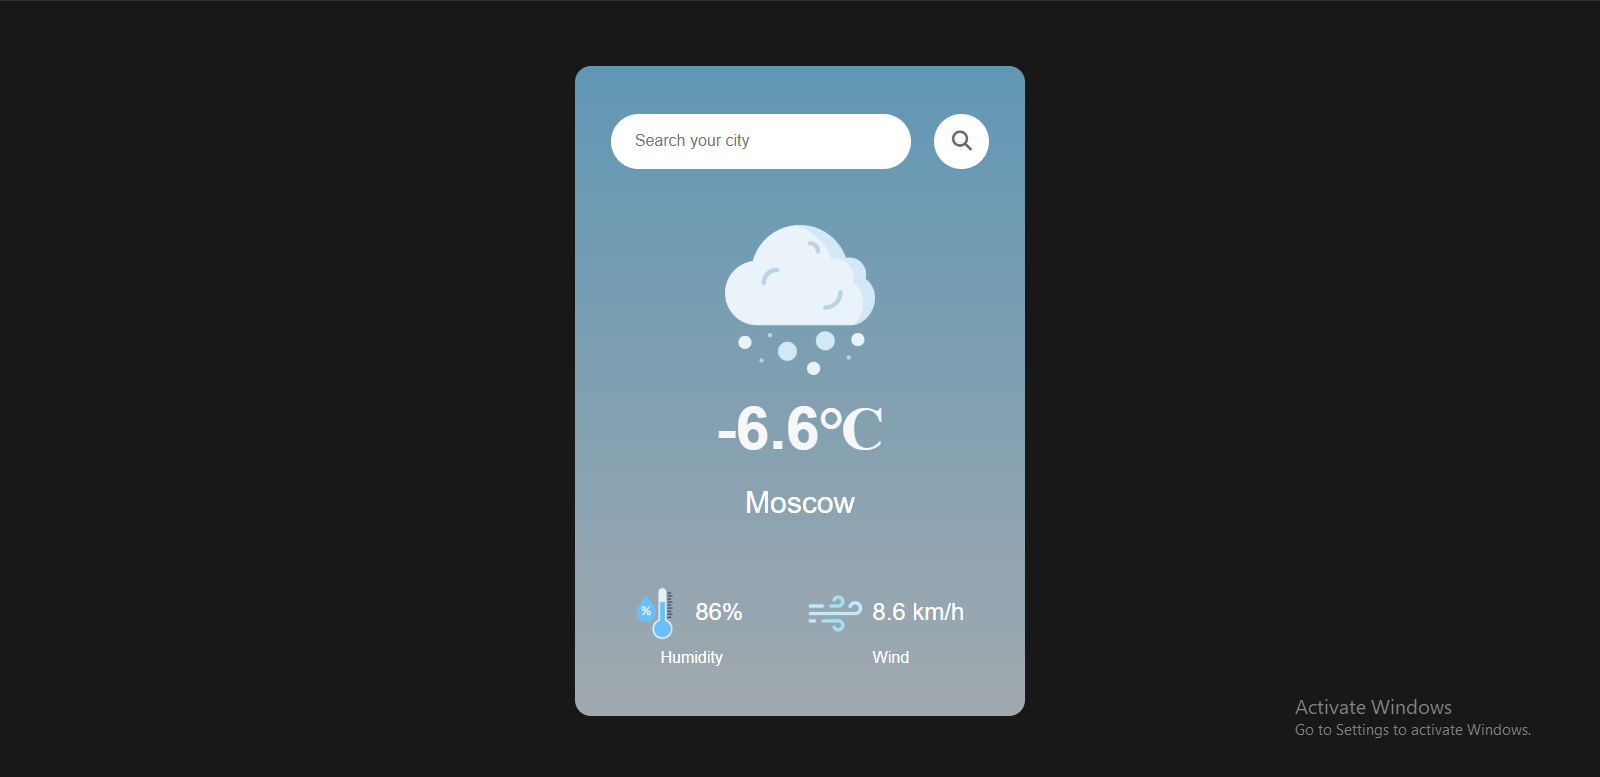 Search your city
-6.6°C
Moscow
%
86%
8.6 km/h
Humidity
Wind
Activate Windows
Go to Settings to activate Windows.